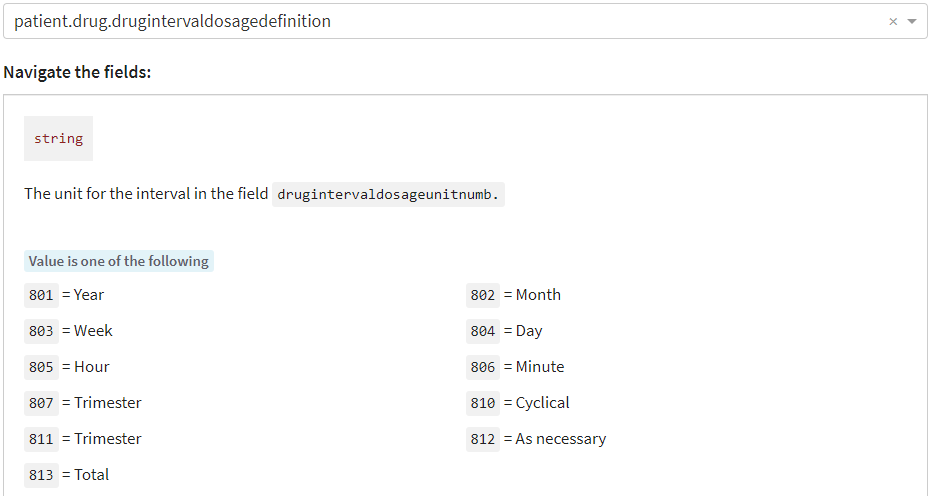 patient.drug.drugintervaldosagedefinition
Navigate the fields:
string
The unit for the interval in the field drugintervaldosageunitnumb.
Value is one of the following
801 = Year 802 = Month
803 = Week 804 = Day
805 = Hour 806 = Minute
807 = Trimester 810 = Cyclical
811 = Trimester 812 = As necessary
813 = Total